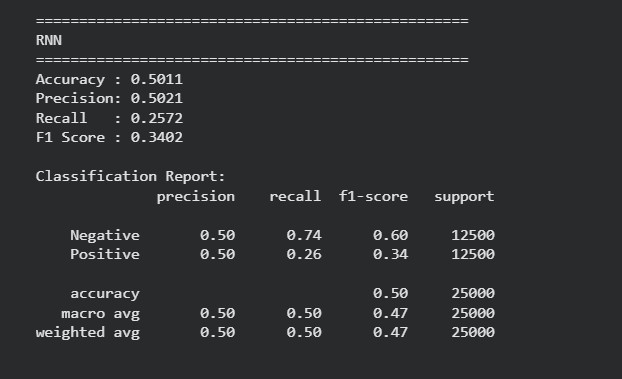 ==================================================
RNN
==================================================
Accuracy : 0.5011
Precision: 0.5021
Recall   : 0.2572
F1 Score : 0.3402
Classification Report:
              precision    recall  f1-score   support
    Negative       0.50      0.74      0.60     12500
    Positive       0.50      0.26      0.34     12500
    accuracy                           0.50     25000
   macro avg       0.50      0.50      0.47     25000
weighted avg       0.50      0.50      0.47     25000